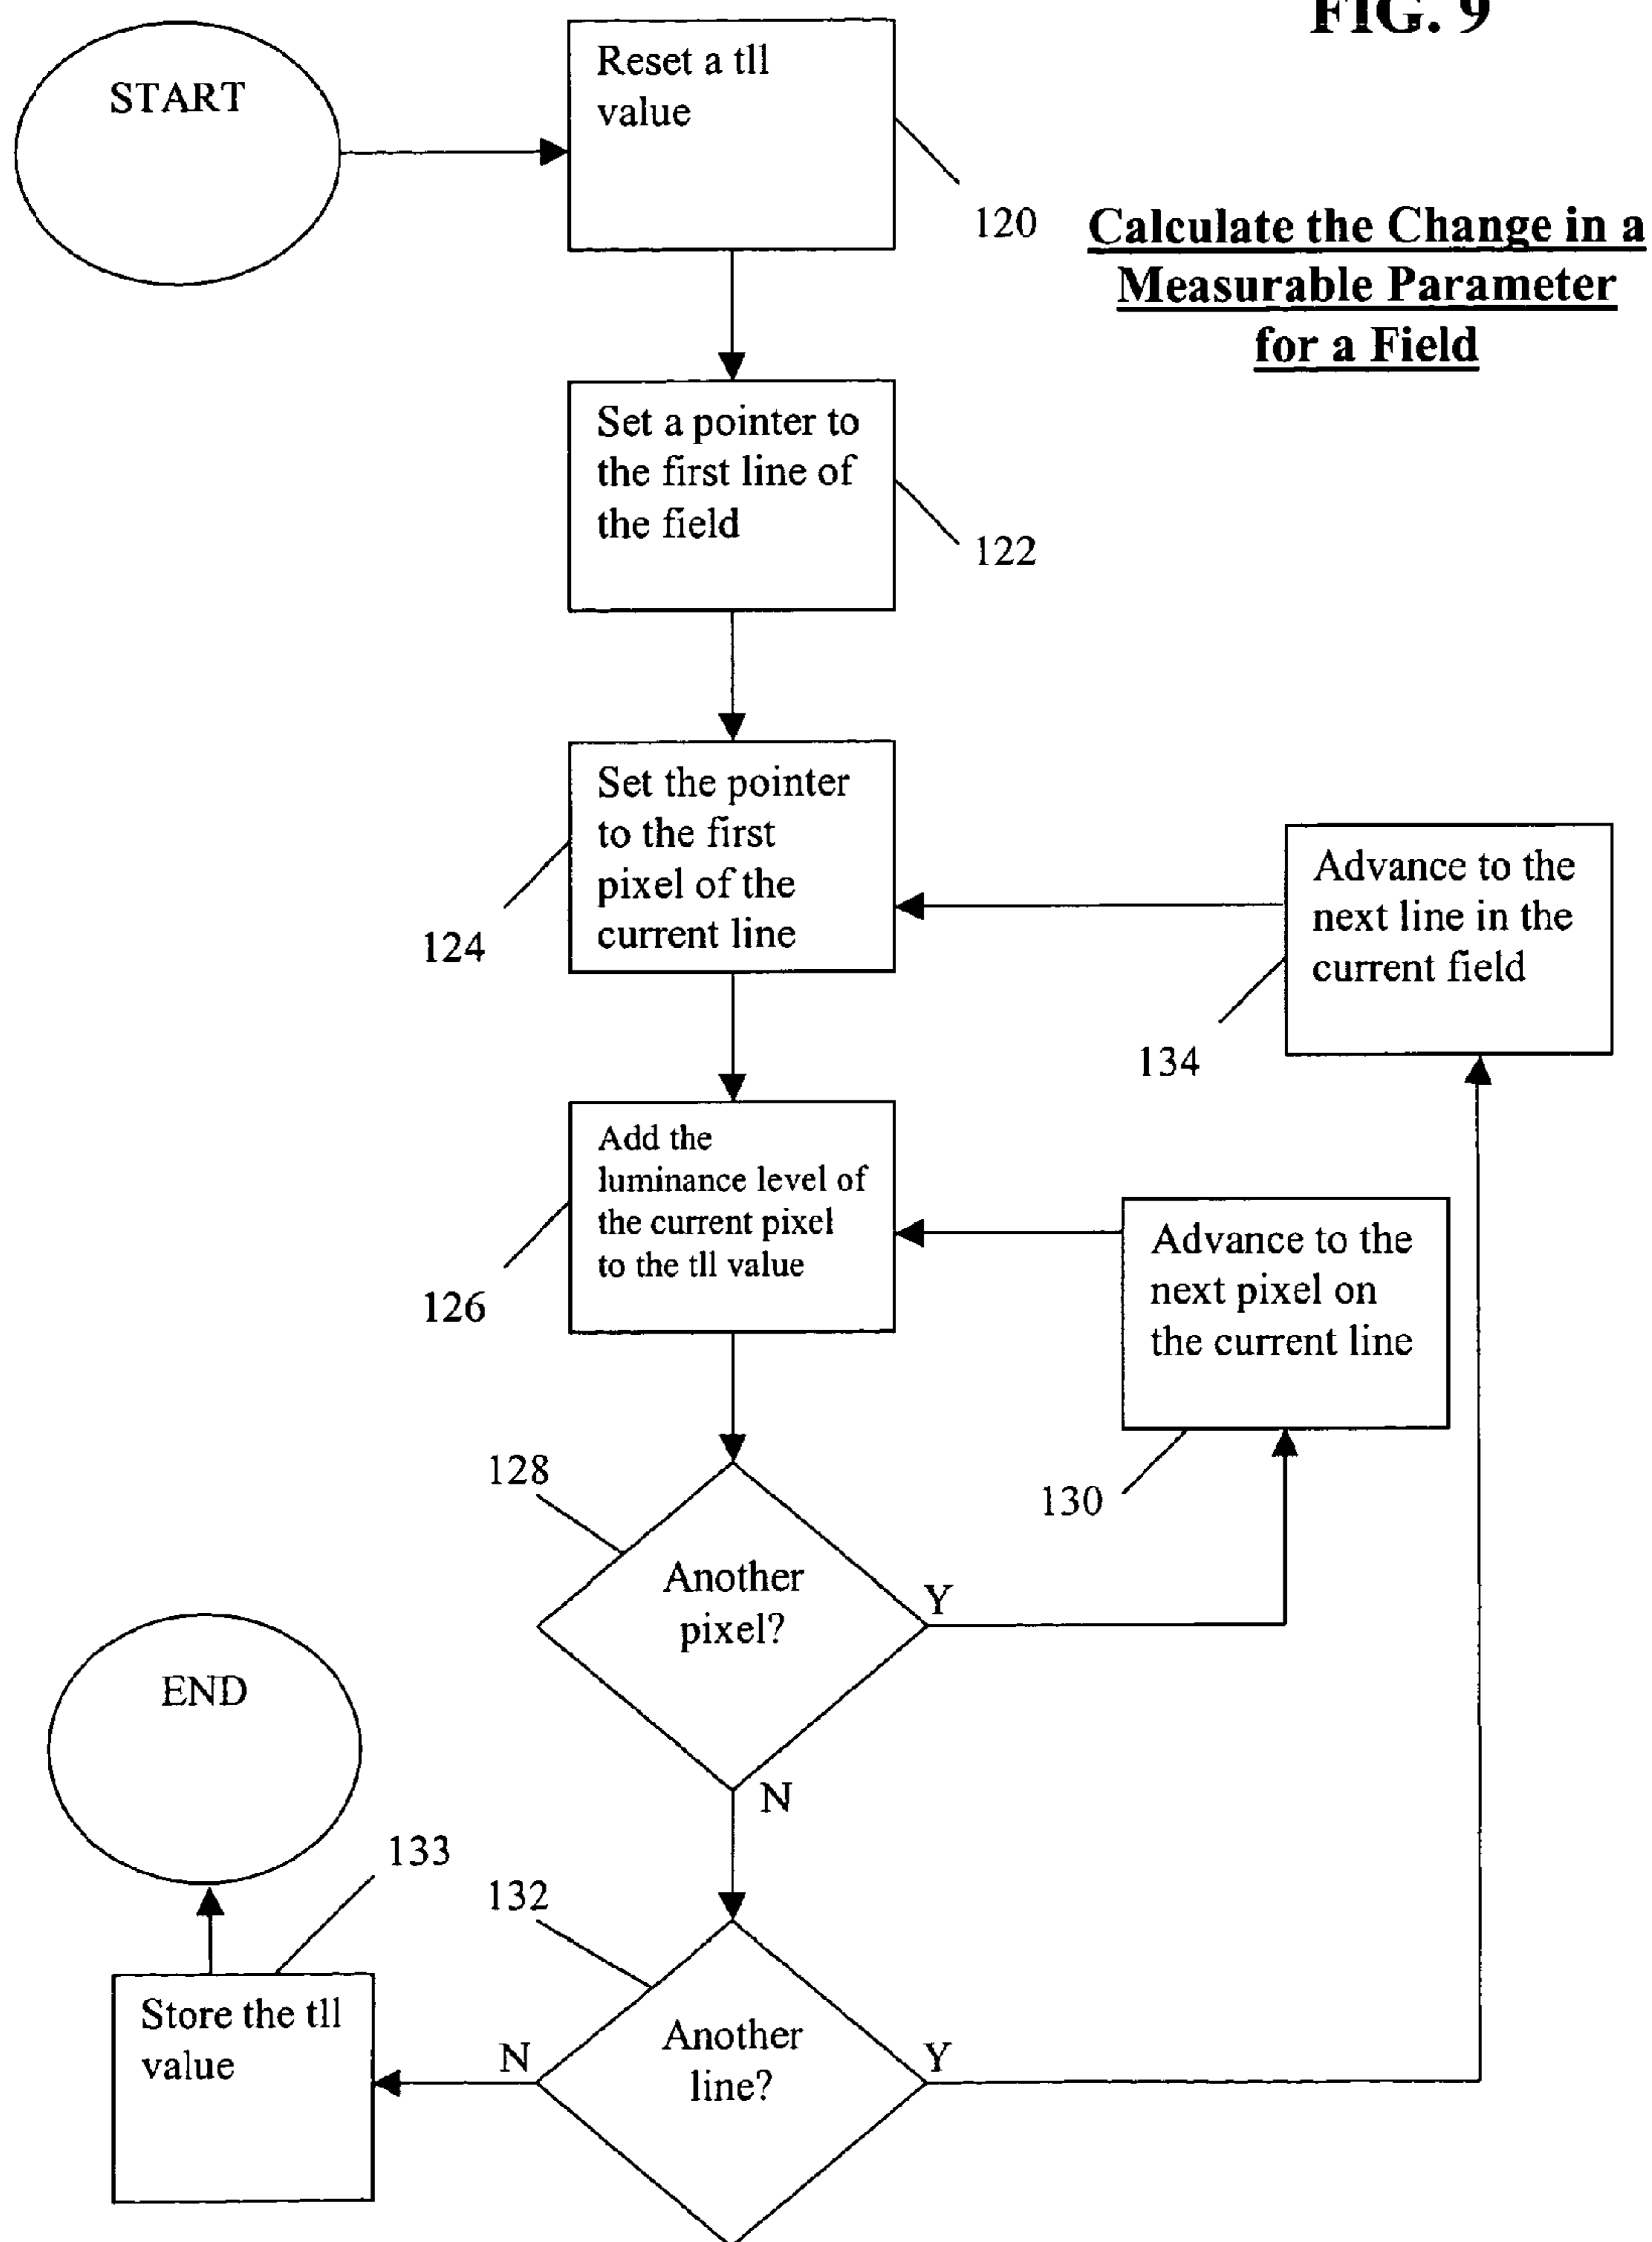 FIG. 9
START
Reset a tll
value
120
Calculate the Change in a
Measurable Parameter
for a Field
Set a pointer to
the first line of
the field
122
Set the pointer
to the first
pixel of the
current line
124
Advance to the
next line in the
current field
134
Add the
luminance level of
the current pixel
to the tll value
126
Advance to the
next pixel on
the current line
130
128
Another
pixel?
Y
N
END
133
132
Store the tll
value
N
Another
line?
Y